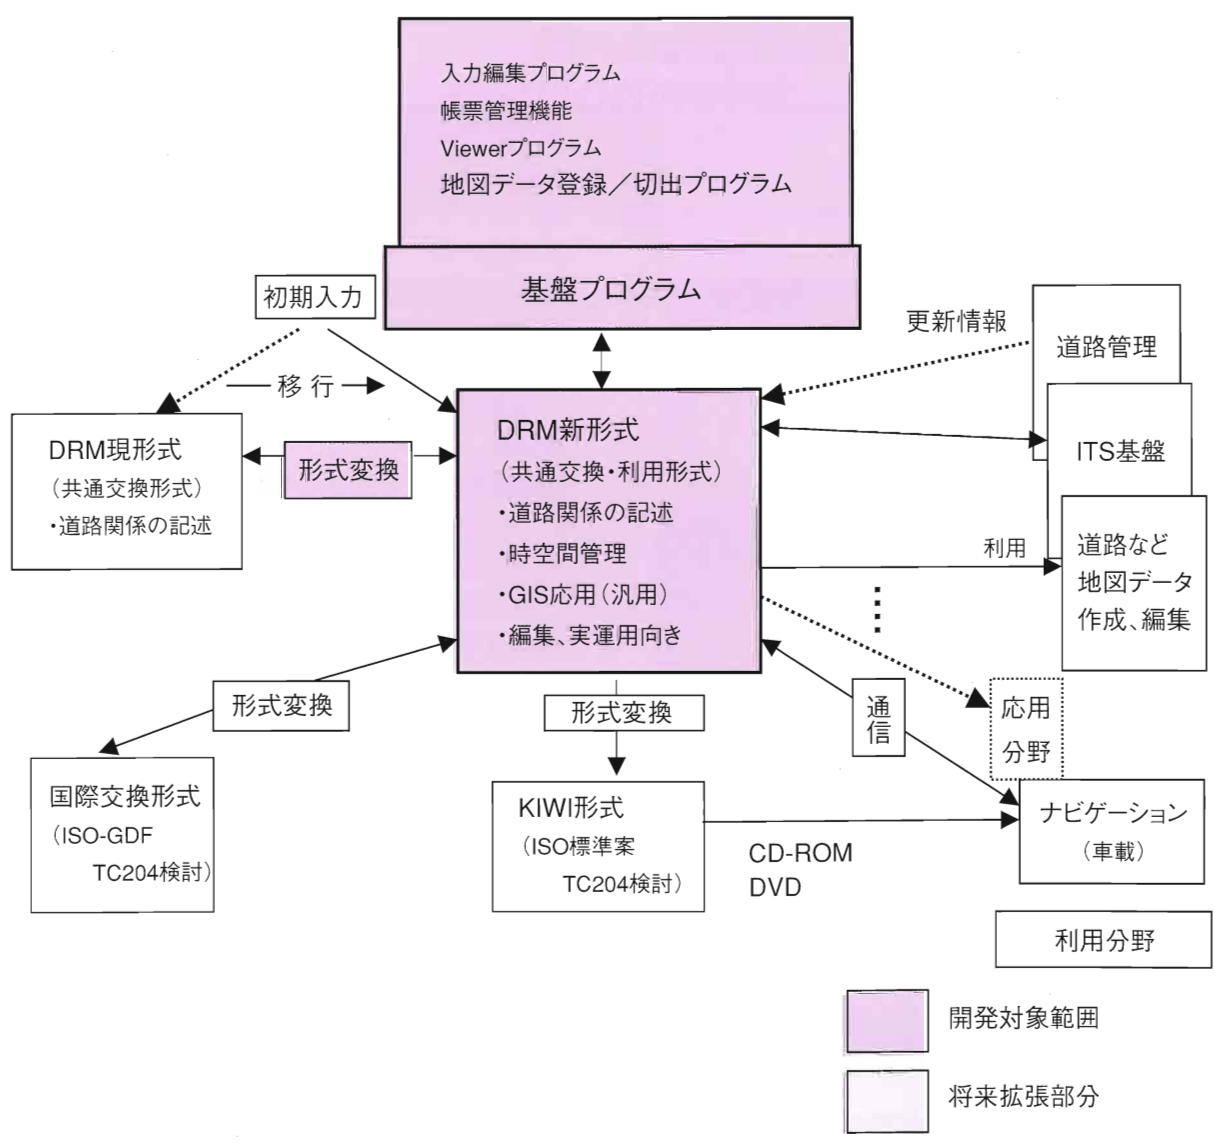 入力編集プログラム
帳票管理機能
Viewerプログラム
地図データ登録／切出プログラム
基盤プログラム
初期入力
移行
更新情報
道路管理
DRM現形式
（共通交換形式）
・道路関係の記述
形式変換
DRM新形式
（共通交換・利用形式）
・道路関係の記述
・時空間管理
・GIS応用（汎用）
・編集、実運用向き
ITS基盤
利用
道路など
地図データ
作成、編集
形式変換
形式変換
通信
応用
分野
国際交換形式
（ISO-GDF
TC204検討）
KIWI形式
（ISO標準案
TC204検討）
CD-ROM
DVD
ナビゲーション
（車載）
利用分野
開発対象範囲
将来拡張部分